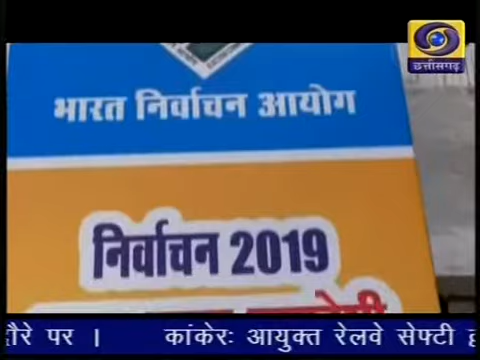 छत्तीसगढ़
भारत निर्वाचन आयोग
निर्वाचन 2019
पर । कांकेरः आयुक्त रेलवे सेफ्टी